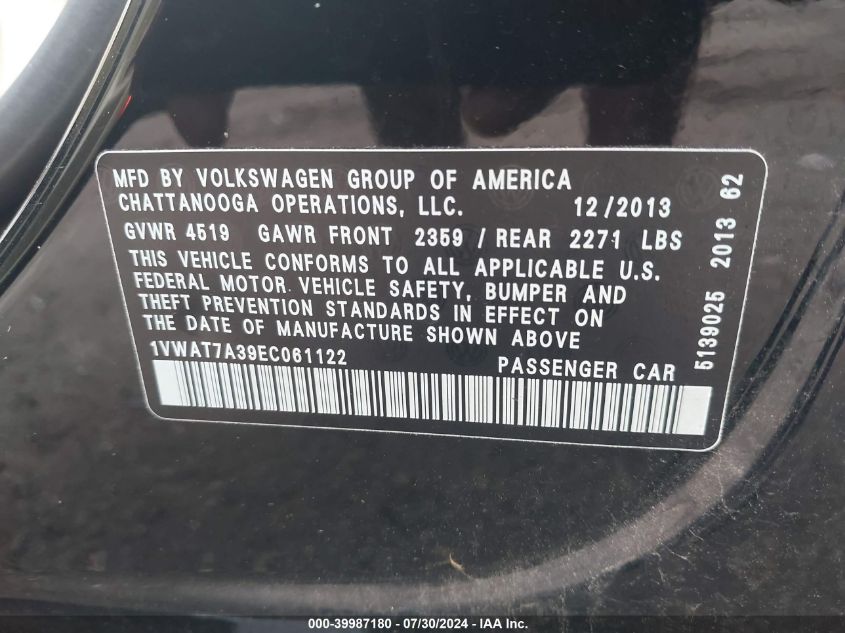 MFD BY VOLKSWAGEN GROUP OF AMERICA
CHATTANOOGA OPERATIONS, LLC. 12/2013
GVWR 4519 GAWR FRONT 2359 / REAR 2271 LBS
THIS VEHICLE CONFORMS TO ALL APPLICABLE U.S.
FEDERAL MOTOR VEHICLE SAFETY, BUMPER AND
THEFT PREVENTION STANDARDS IN EFFECT ON
THE DATE OF MANUFACTURE SHOWN ABOVE
1VWAT7A39EC061122 PASSENGER CAR
5139025 2013 62
000-39987180 - 07/30/2024 - IAA Inc.